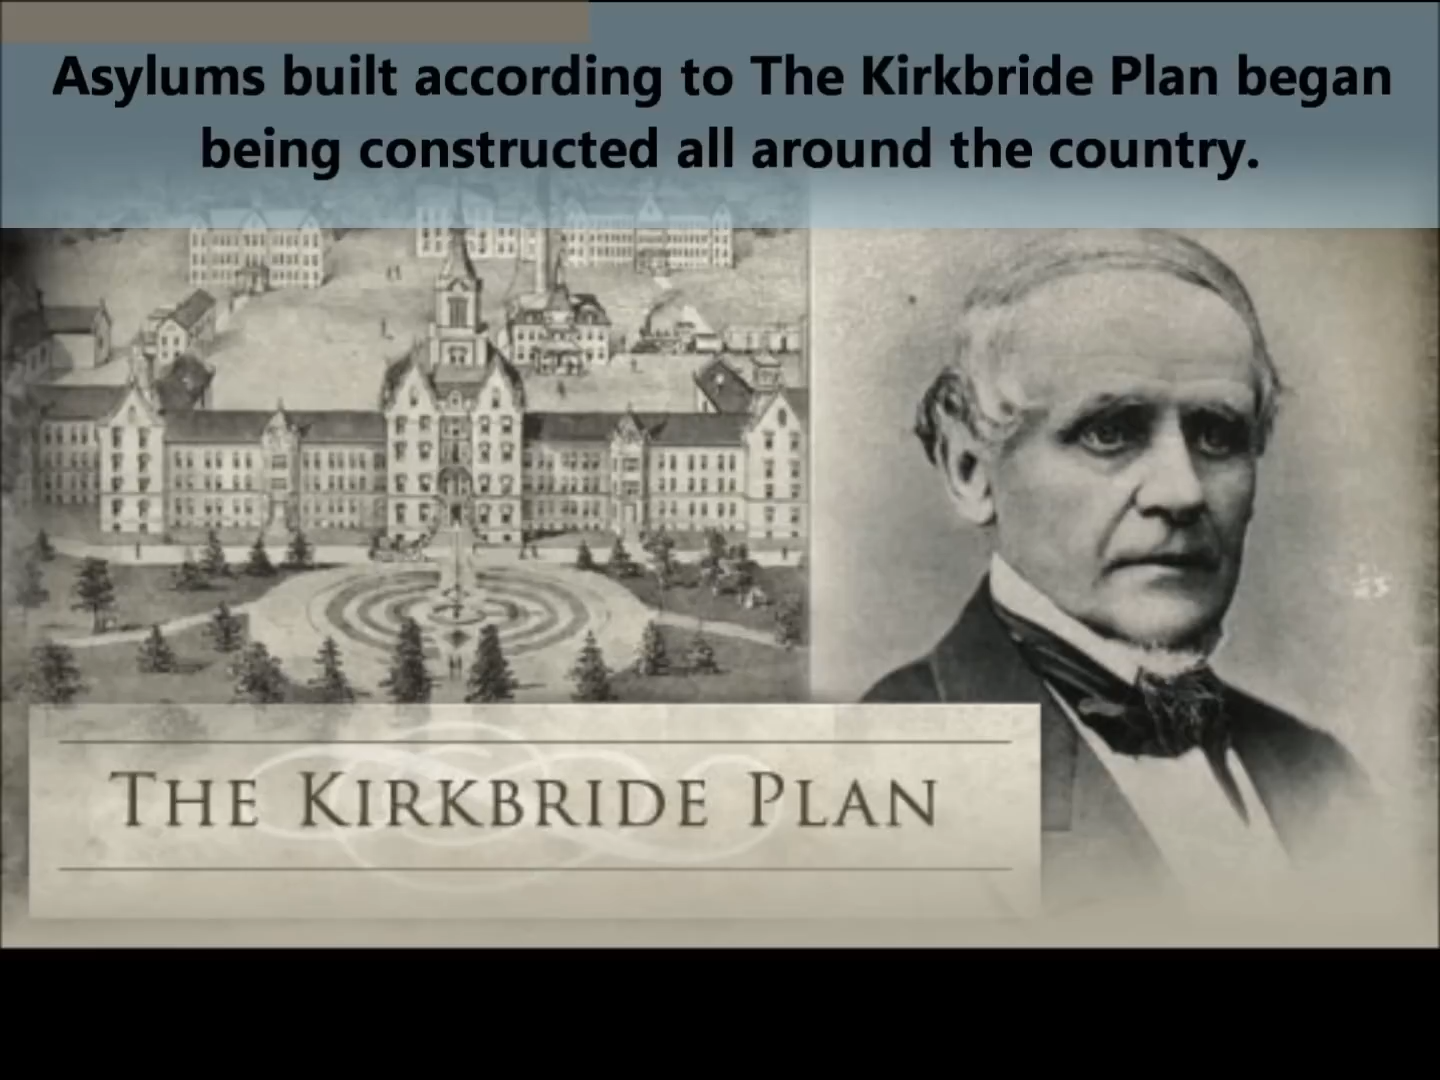 Asylums built according to The Kirkbride Plan began
being constructed all around the country.
THE KIRKBRIDE PLAN